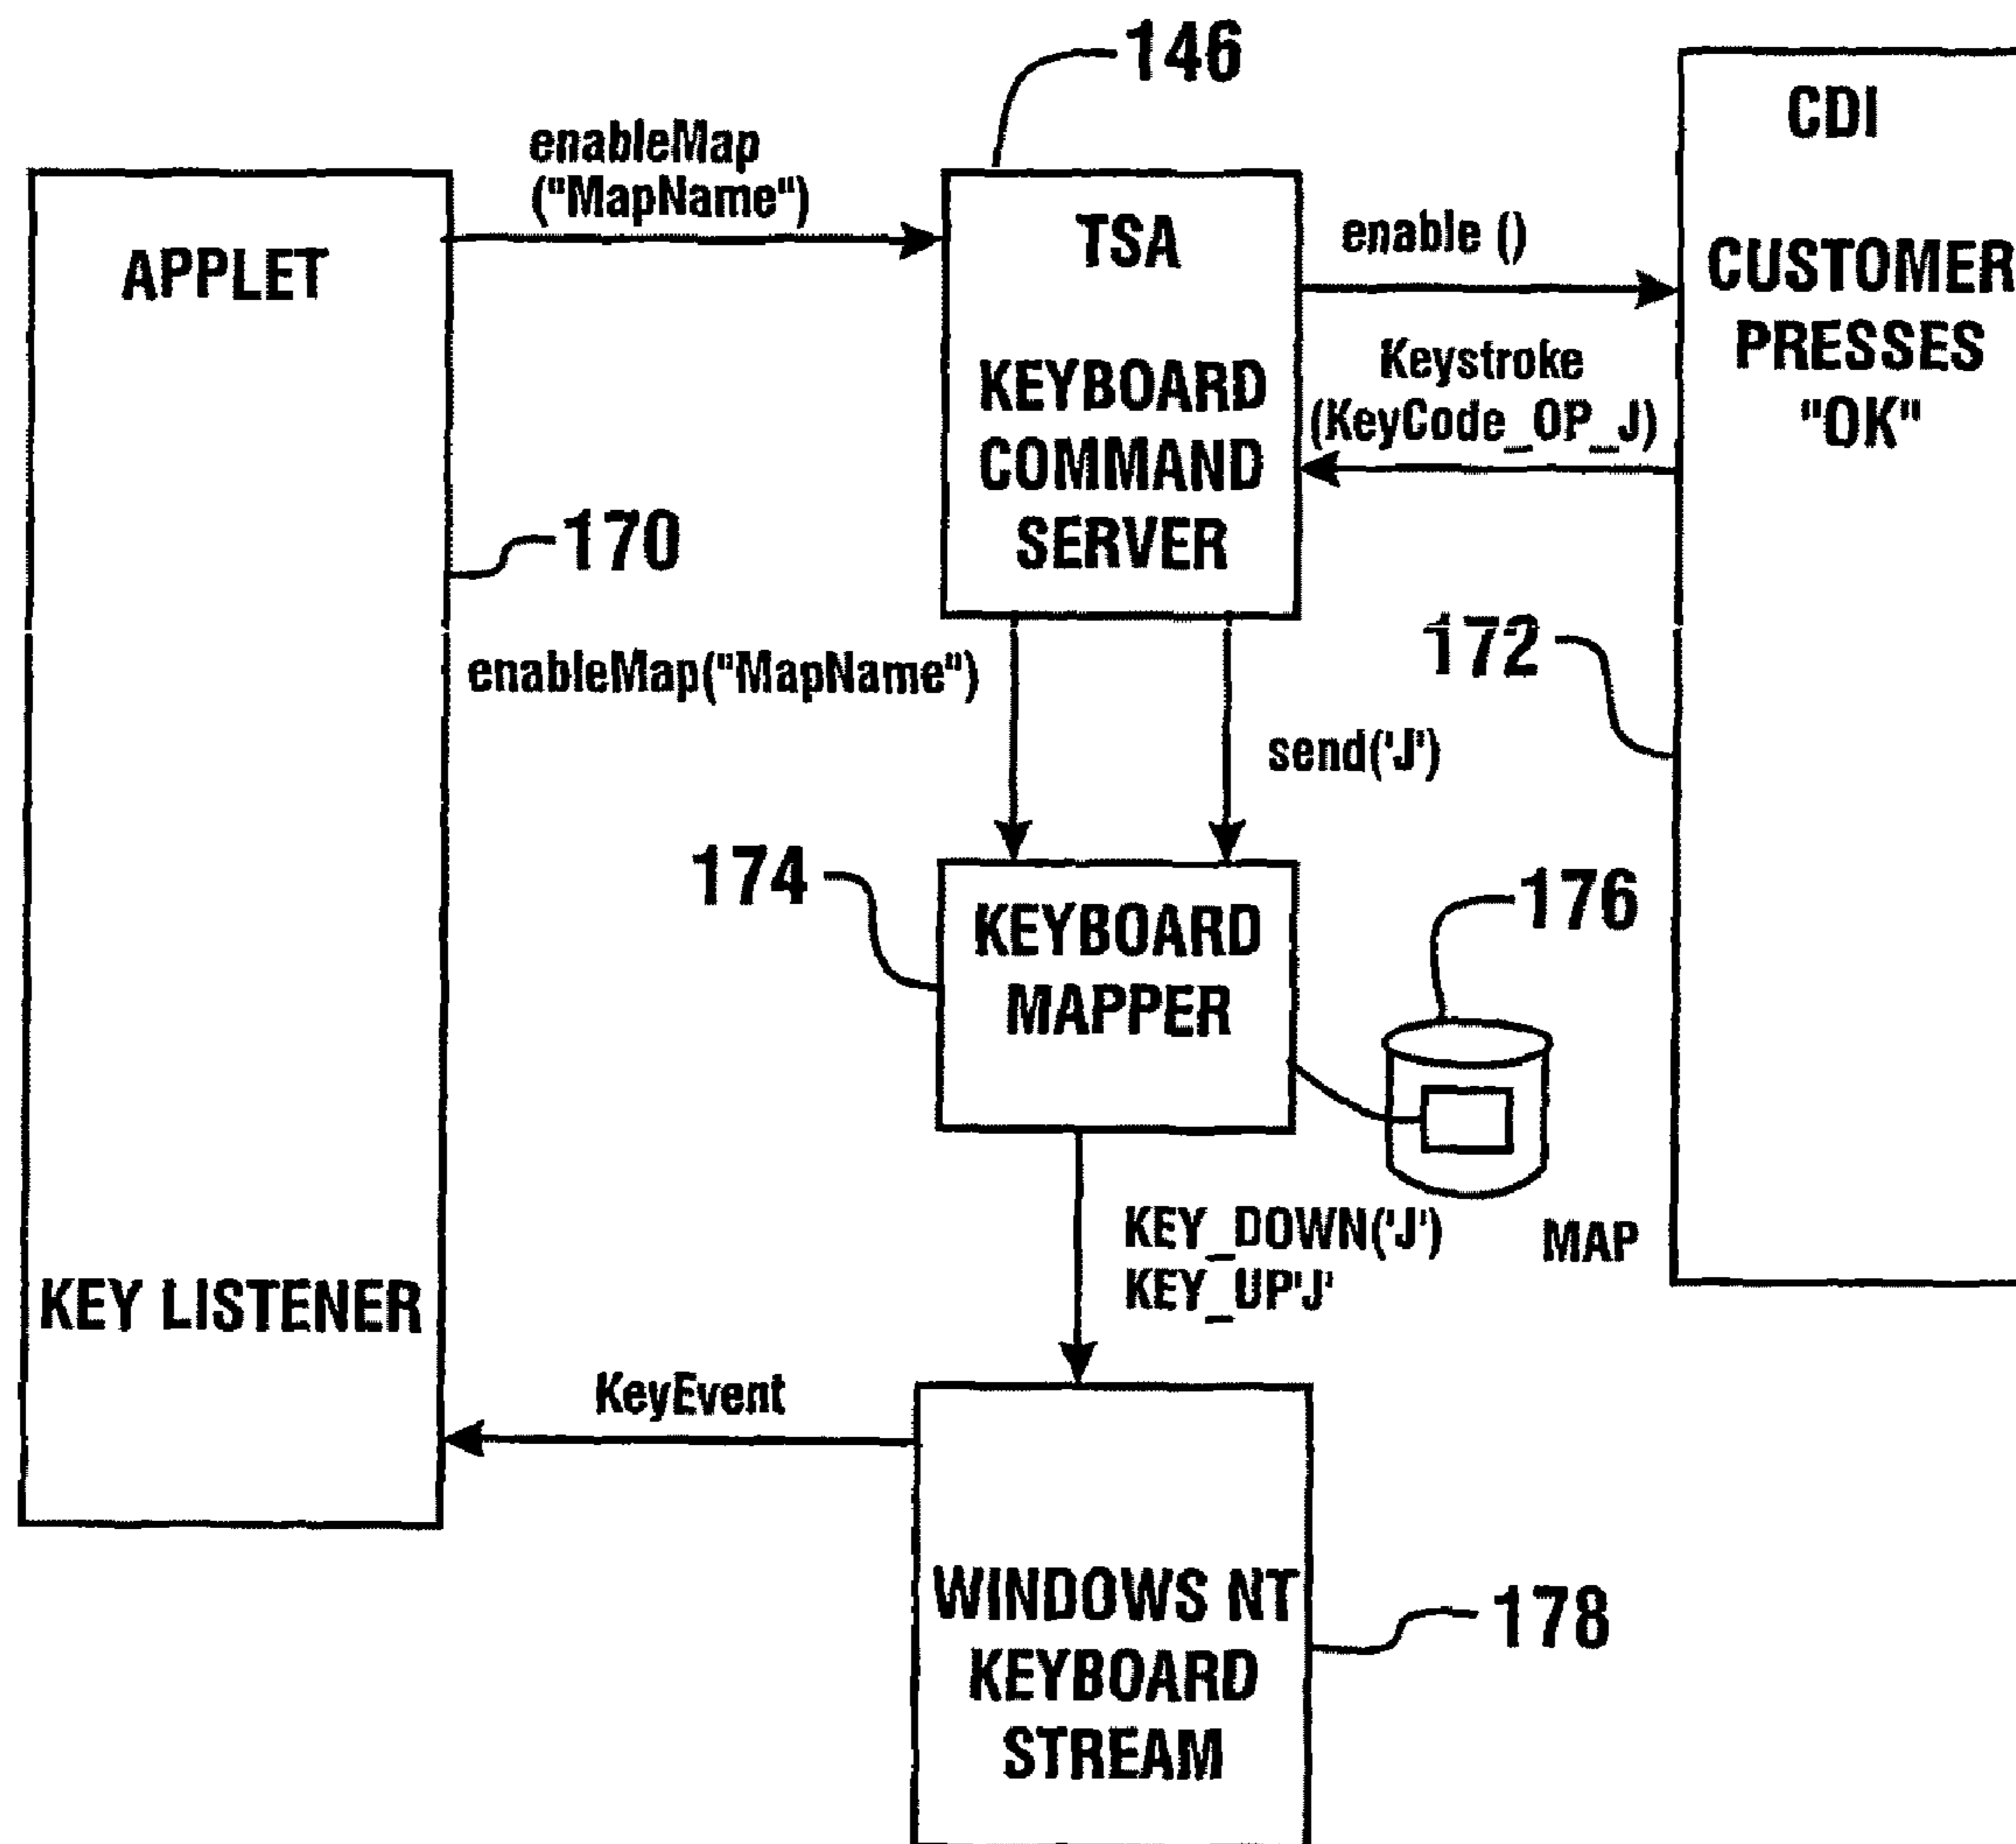 146
CDI
enableMap
("MapName")
APPLET
TSA
enable ()
CUSTOMER
PRESSES
"OK"
KEYBOARD
COMMAND
SERVER
Keystroke
(KeyCode_OP_J)
170
172
enableMap("MapName")
send('J')
174
176
KEYBOARD
MAPPER
KEY_DOWN('J')
KEY_UP'J'
MAP
KEY LISTENER
KeyEvent
WINDOWS NT
KEYBOARD
STREAM
178